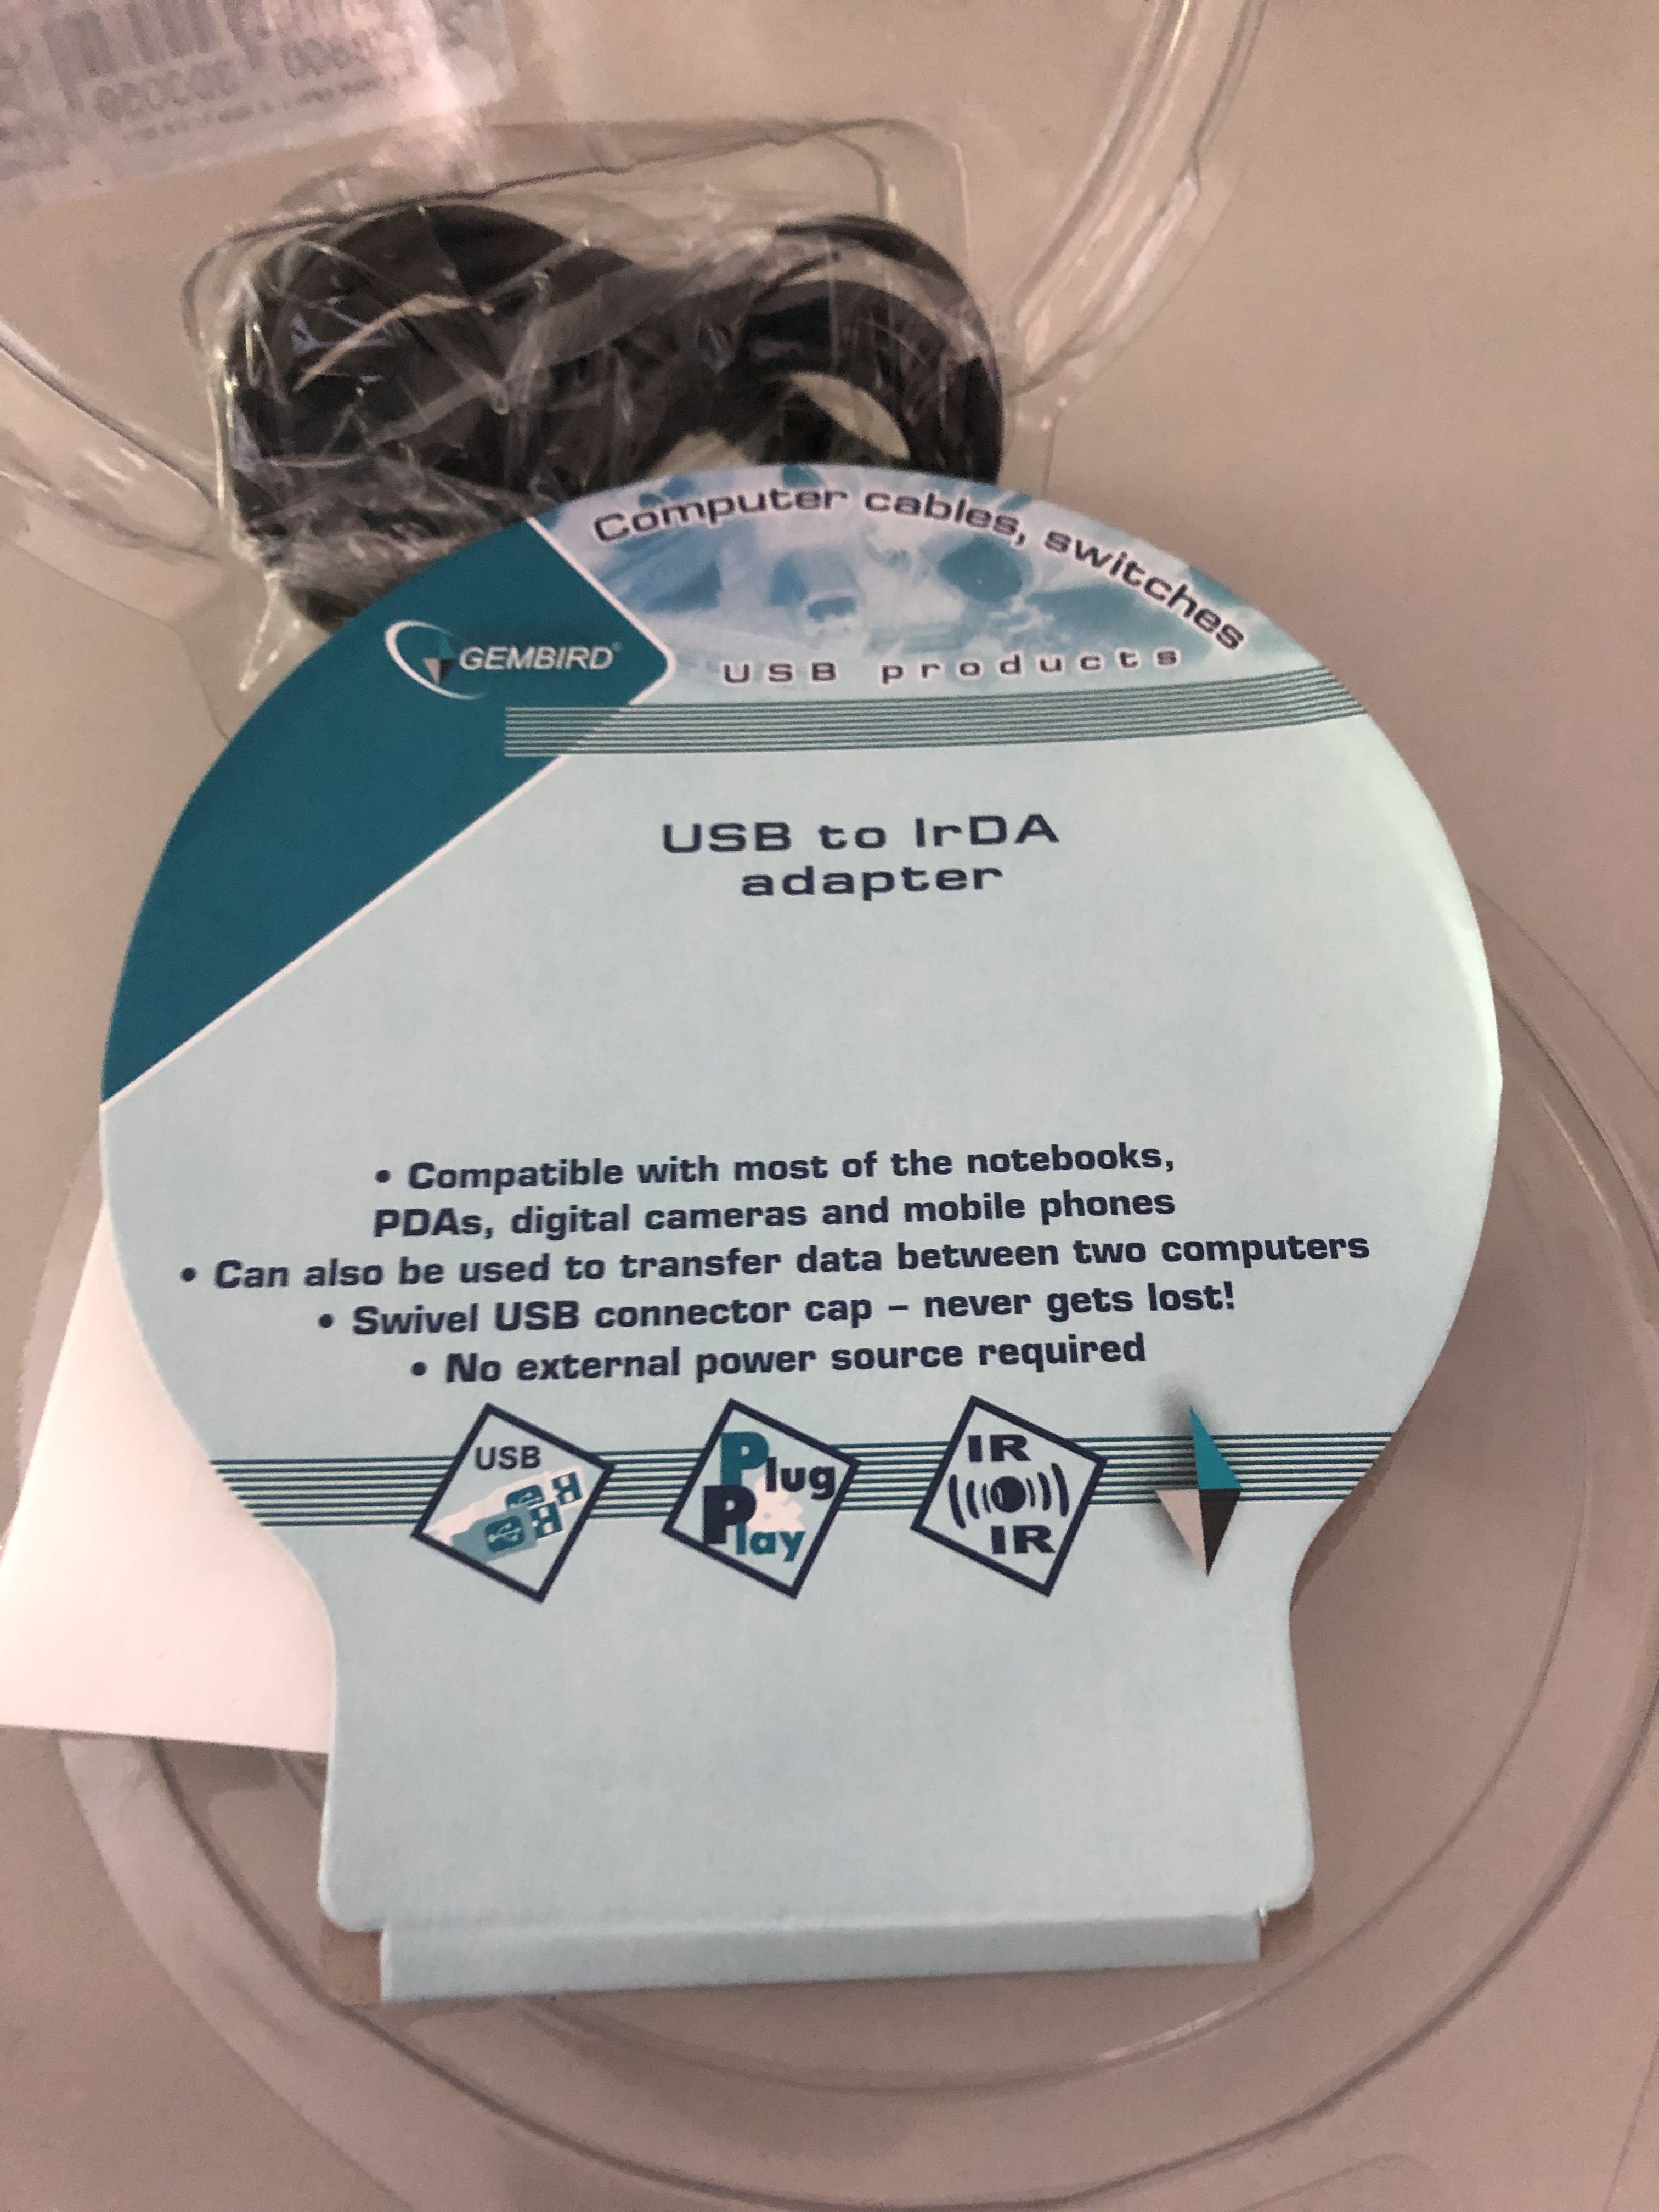 Computer cables, switches
GEMBIRD®
USB products
USB to IrDA
adapter
• Compatible with most of the notebooks,
PDAs, digital cameras and mobile phones
• Can also be used to transfer data between two computers
• Swivel USB connector cap – never gets lost!
• No external power source required
USB
Plug
Play
IR
IR